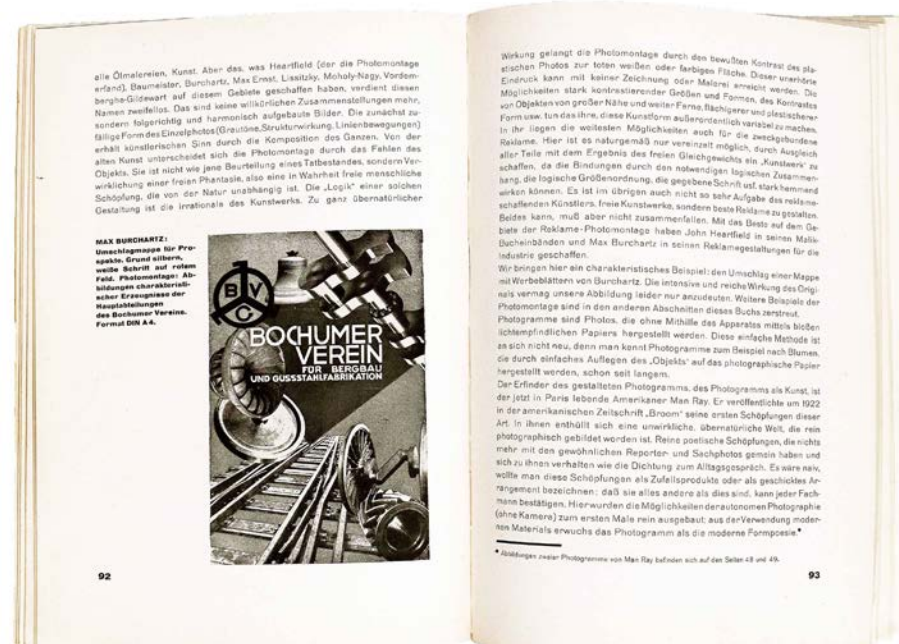 alle Ölmalereien, Kunst. Aber das, was Heartfield (der die Photomontage
erfand), Baumeister, Burchartz, Max Ernst, Lissitzky, Moholy-Nagy, Vordem-
berghe-Gildewart auf diesem Gebiete geschaffen haben, verdient diesen
Namen zweifellos. Das sind keine willkürlichen Zusammenstellungen mehr,
sondern folgerichtig und harmonisch aufgebaute Bilder. Die zunächst zu-
fällige Form des Einzelphotos (Grautöne, Strukturwirkung, Linienbewegungen)
erhält künstlerischen Sinn durch die Komposition des Ganzen. Von der
alten Kunst unterscheidet sich die Photomontage durch das Fehlen des
Objekts. Sie ist nicht wie jene Beurteilung eines Tatbestandes, sondern Ver-
wirklichung einer freien Phantasie, also eine in Wahrheit freie menschliche
Schöpfung, die von der Natur unabhängig ist. Die „Logik" einer solchen
Gestaltung ist die irrationale des Kunstwerks. Zu ganz übernatürlicher
MAX BURCHARTZ:
Umschlagmappe für Pro-
spekte. Grund silbern,
weiße Schrift auf rotem
Feld. Photomontage: Ab-
bildungen charakteristi-
scher Erzeugnisse der
Hauptabteilungen
des Bochumer Vereins.
Format DIN A4.
BVC
BOCHUMER
VEREIN
FÜR BERGBAU
UND GUSSSTAHLFABRIKATION
92
Wirkung gelangt die Photomontage durch den bewußten Kontrast des pla-
stischen Photos zur toten weißen oder farbigen Fläche. Dieser unerhörte
Eindruck kann mit keiner Zeichnung oder Malerei erreicht werden. Die
Möglichkeiten stark kontrastierender Größen und Formen, des Kontrastes
von Objekten von großer Nähe und weiter Ferne, flächigerer und plastischerer
Form usw. tun das ihre, diese Kunstform außerordentlich variabel zu machen.
In ihr liegen die weitesten Möglichkeiten auch für die zweckgebundene
Reklame. Hier ist es naturgemäß nur vereinzelt möglich, durch Ausgleich
aller Teile mit dem Ergebnis des freien Gleichgewichts ein „Kunstwerk" zu
schaffen, da die Bindungen durch den notwendigen logischen Zusammen-
hang, die logische Größenordnung, die gegebene Schrift usf. stark hemmend
wirken können. Es ist im übrigen auch nicht so sehr Aufgabe des reklame-
schaffenden Künstlers, freie Kunstwerke, sondern beste Reklame zu gestalten.
Beides kann, muß aber nicht zusammenfallen. Mit das Beste auf dem Ge-
biete der Reklame-Photomontage haben John Heartfield in seinen Malik-
Bucheinbänden und Max Burchartz in seinen Reklamegestaltungen für die
Industrie geschaffen.
Wir bringen hier ein charakteristisches Beispiel: den Umschlag einer Mappe
mit Werbeblättern von Burchartz. Die intensive und reiche Wirkung des Origi-
nals vermag unsere Abbildung leider nur anzudeuten. Weitere Beispiele der
Photomontage sind in den anderen Abschnitten dieses Buchs zerstreut.
Photogramme sind Photos, die ohne Mithilfe des Apparates mittels bloßen
lichtempfindlichen Papiers hergestellt werden. Diese einfache Methode ist
an sich nicht neu, denn man kennt Photogramme zum Beispiel nach Blumen,
die durch einfaches Auflegen des „Objekts" auf das photographische Papier
hergestellt werden, schon seit langem.
Der Erfinder des gestalteten Photogramms, des Photogramms als Kunst, ist
der jetzt in Paris lebende Amerikaner Man Ray. Er veröffentlichte um 1922
in der amerikanischen Zeitschrift „Broom" seine ersten Schöpfungen dieser
Art. In ihnen enthüllt sich eine unwirkliche, übernatürliche Welt, die rein
photographisch gebildet worden ist. Reine poetische Schöpfungen, die nichts
mehr mit den gewöhnlichen Reporter- und Sachphotos gemein haben und
sich zu ihnen verhalten wie die Dichtung zum Alltagsgespräch. Es wäre naiv,
wollte man diese Schöpfungen als Zufallsprodukte oder als geschicktes Ar-
rangement bezeichnen; daß sie alles andere als dies sind, kann jeder Fach-
mann bestätigen. Hier wurden die Möglichkeiten der autonomen Photographie
(ohne Kamera) zum ersten Male rein ausgebaut: aus der Verwendung moder-
nen Materials erwuchs das Photogramm als die moderne Formpoesie.*
* Abbildungen zweier Photogramme von Man Ray befinden sich auf den Seiten 48 und 49.
93